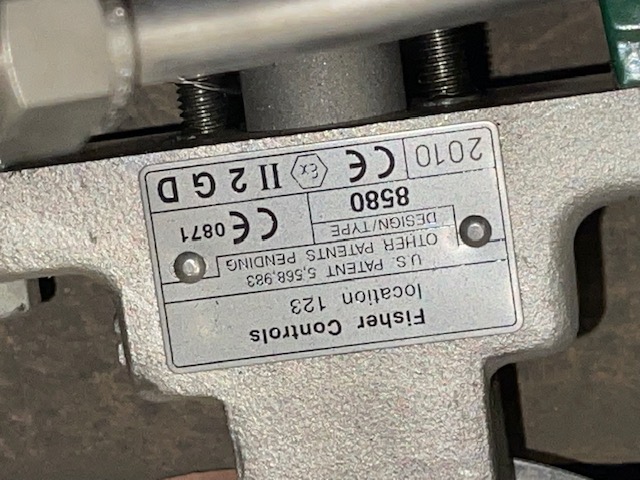 Fisher Controls
location 123
U.S. PATENT 5,568,983
OTHER PATENTS PENDING
DESIGN/TYPE
8580
CE 0871
2010 CE Ex II 2 G D